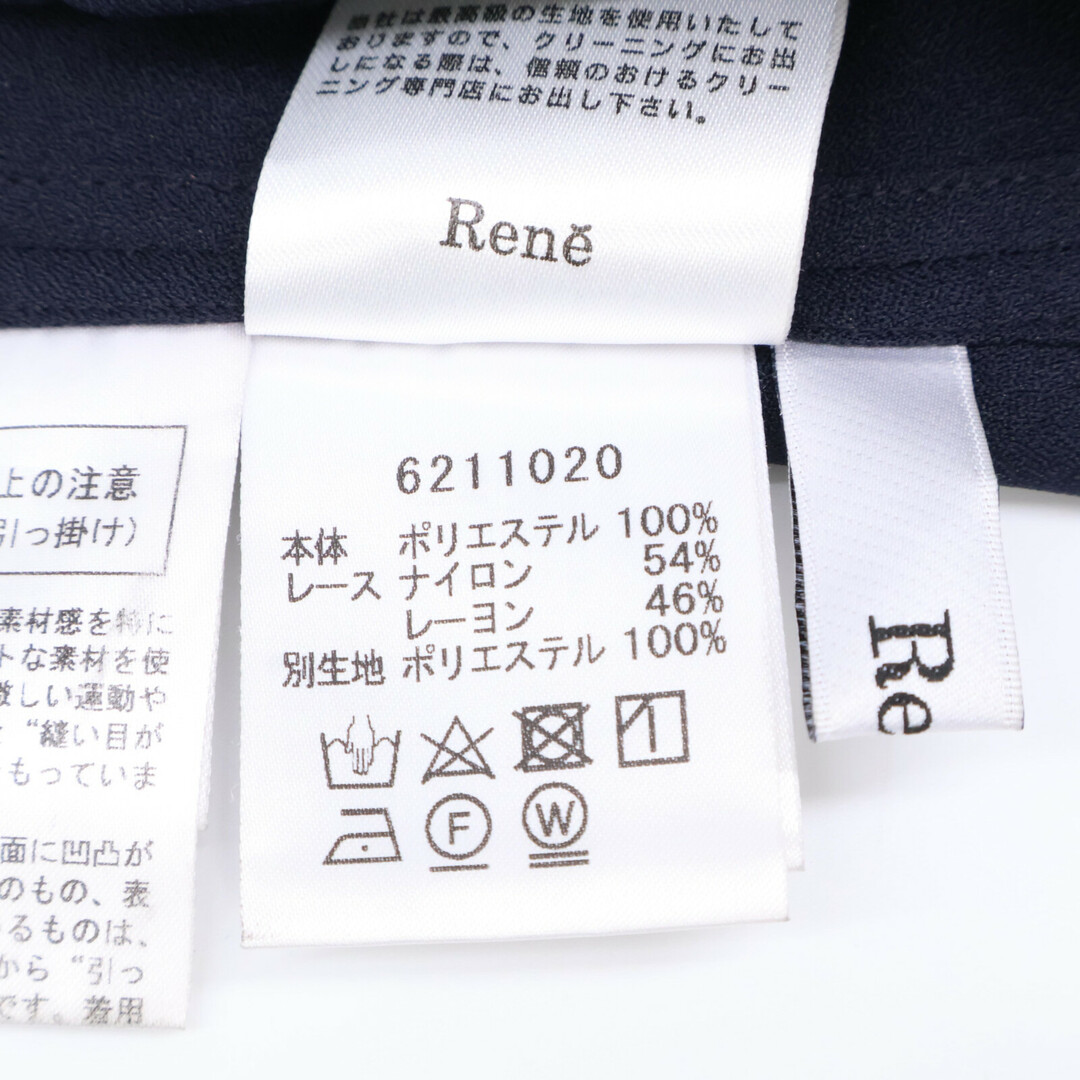 当社は最高級の生地を使用いたして
おりますので、クリーニングにお出
しになる際は、信頼のおけるクリー
ニング専門店にお出し下さい。
Reně
6211020
本体 ポリエステル 100%
レース ナイロン 54%
レーヨン 46%
別生地 ポリエステル 100%
F W
上の注意
引っ掛け)
素材感を特に
トな素材を使
激しい運動や
“縫い目が
もっていま
面に凹凸が
のもの、表
るものは、
から“引っ
です。着用
Re